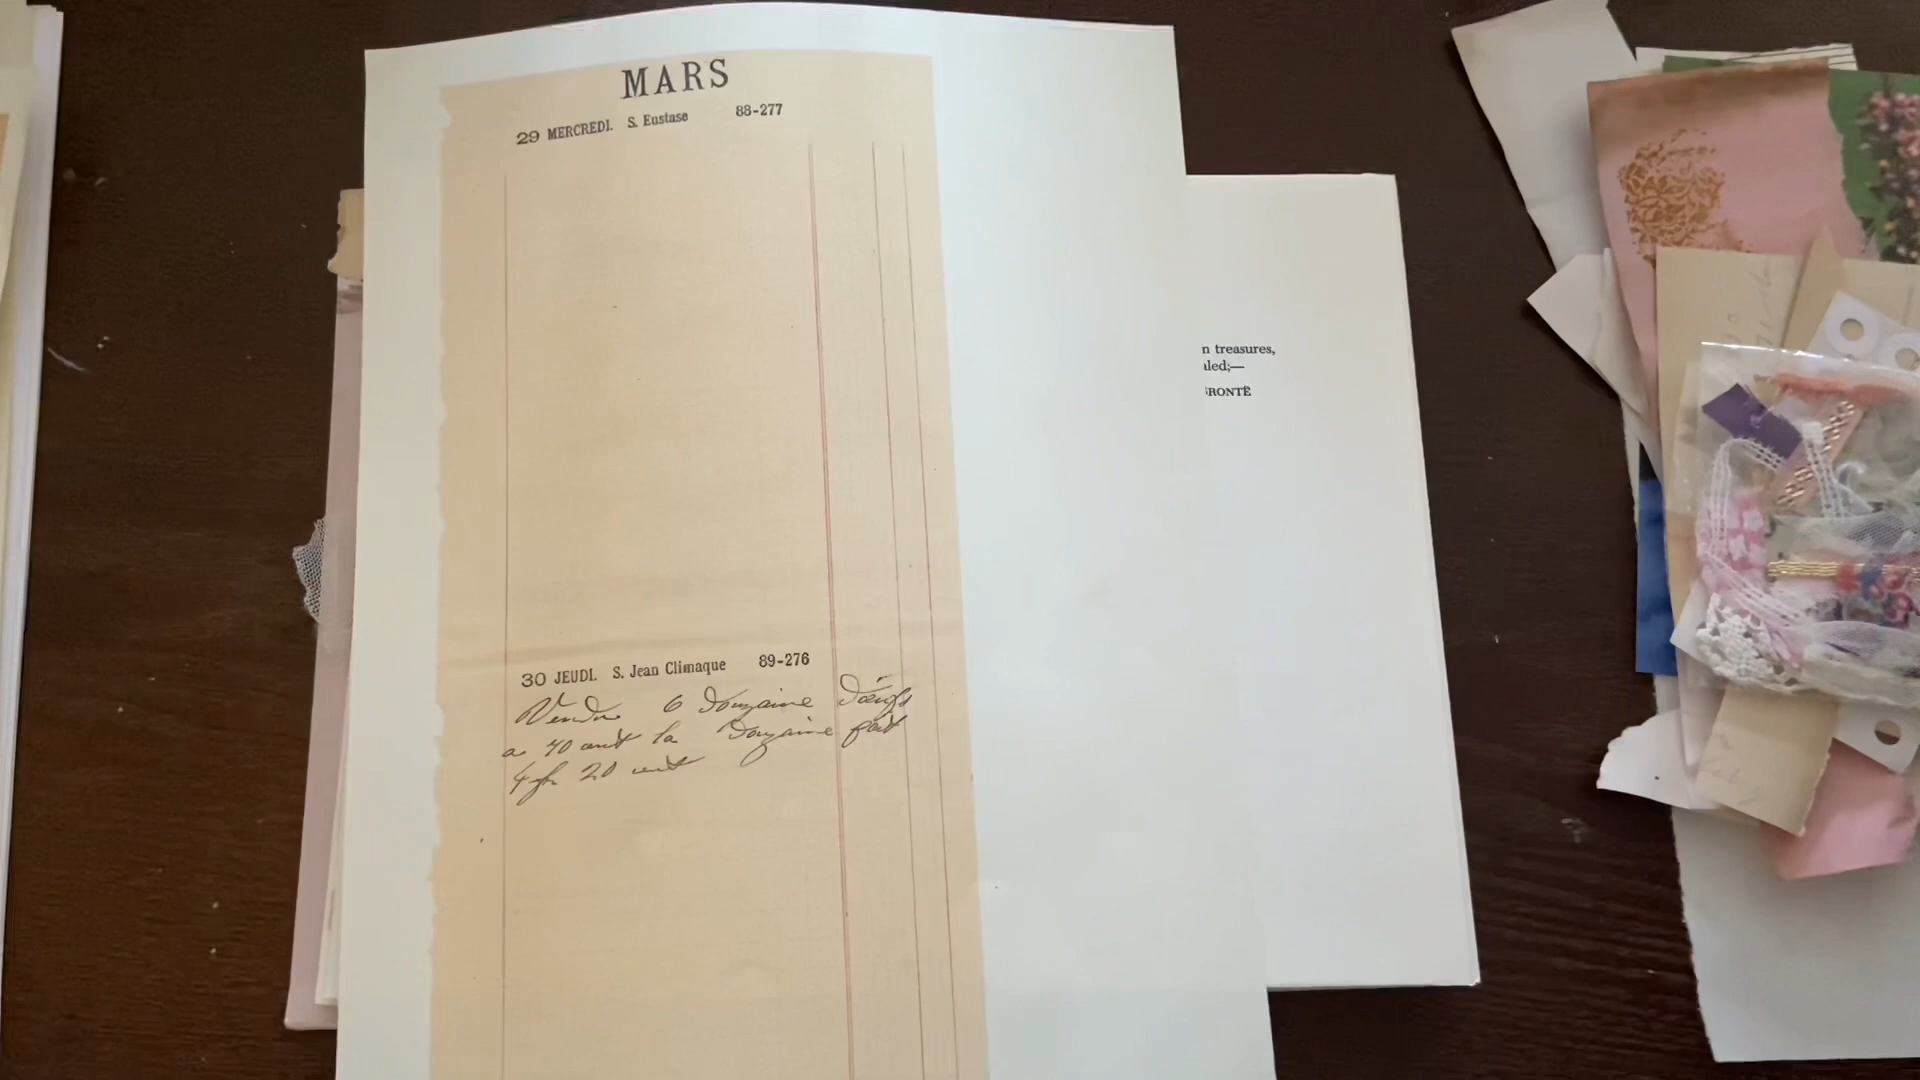 MARS
29 MERCREDI. S. Eustase 88-277
30 JEUDI. S. Jean Climaque 89-276
Vendu 6 Douzaine Dœufs
a 70 cent la Douzaine fait
4 fr 20 cent
n treasures,
aled;—
RONTË